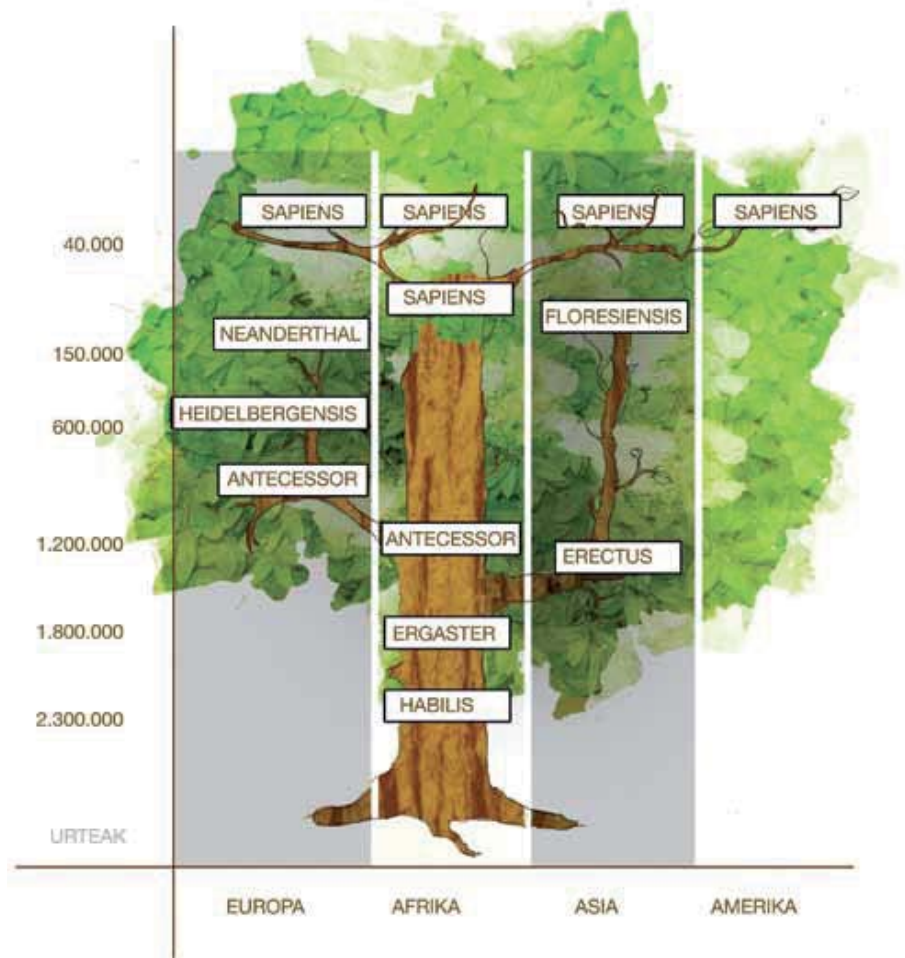 SAPIENS SAPIENS SAPIENS SAPIENS
40.000
SAPIENS
FLORESIENSIS
NEANDERTHAL
150.000
HEIDELBERGENSIS
600.000
ANTECESSOR
ANTECESSOR
1.200.000
ERECTUS
1.800.000
ERGASTER
HABILIS
2.300.000
URTEAK
EUROPA AFRIKA ASIA AMERIKA